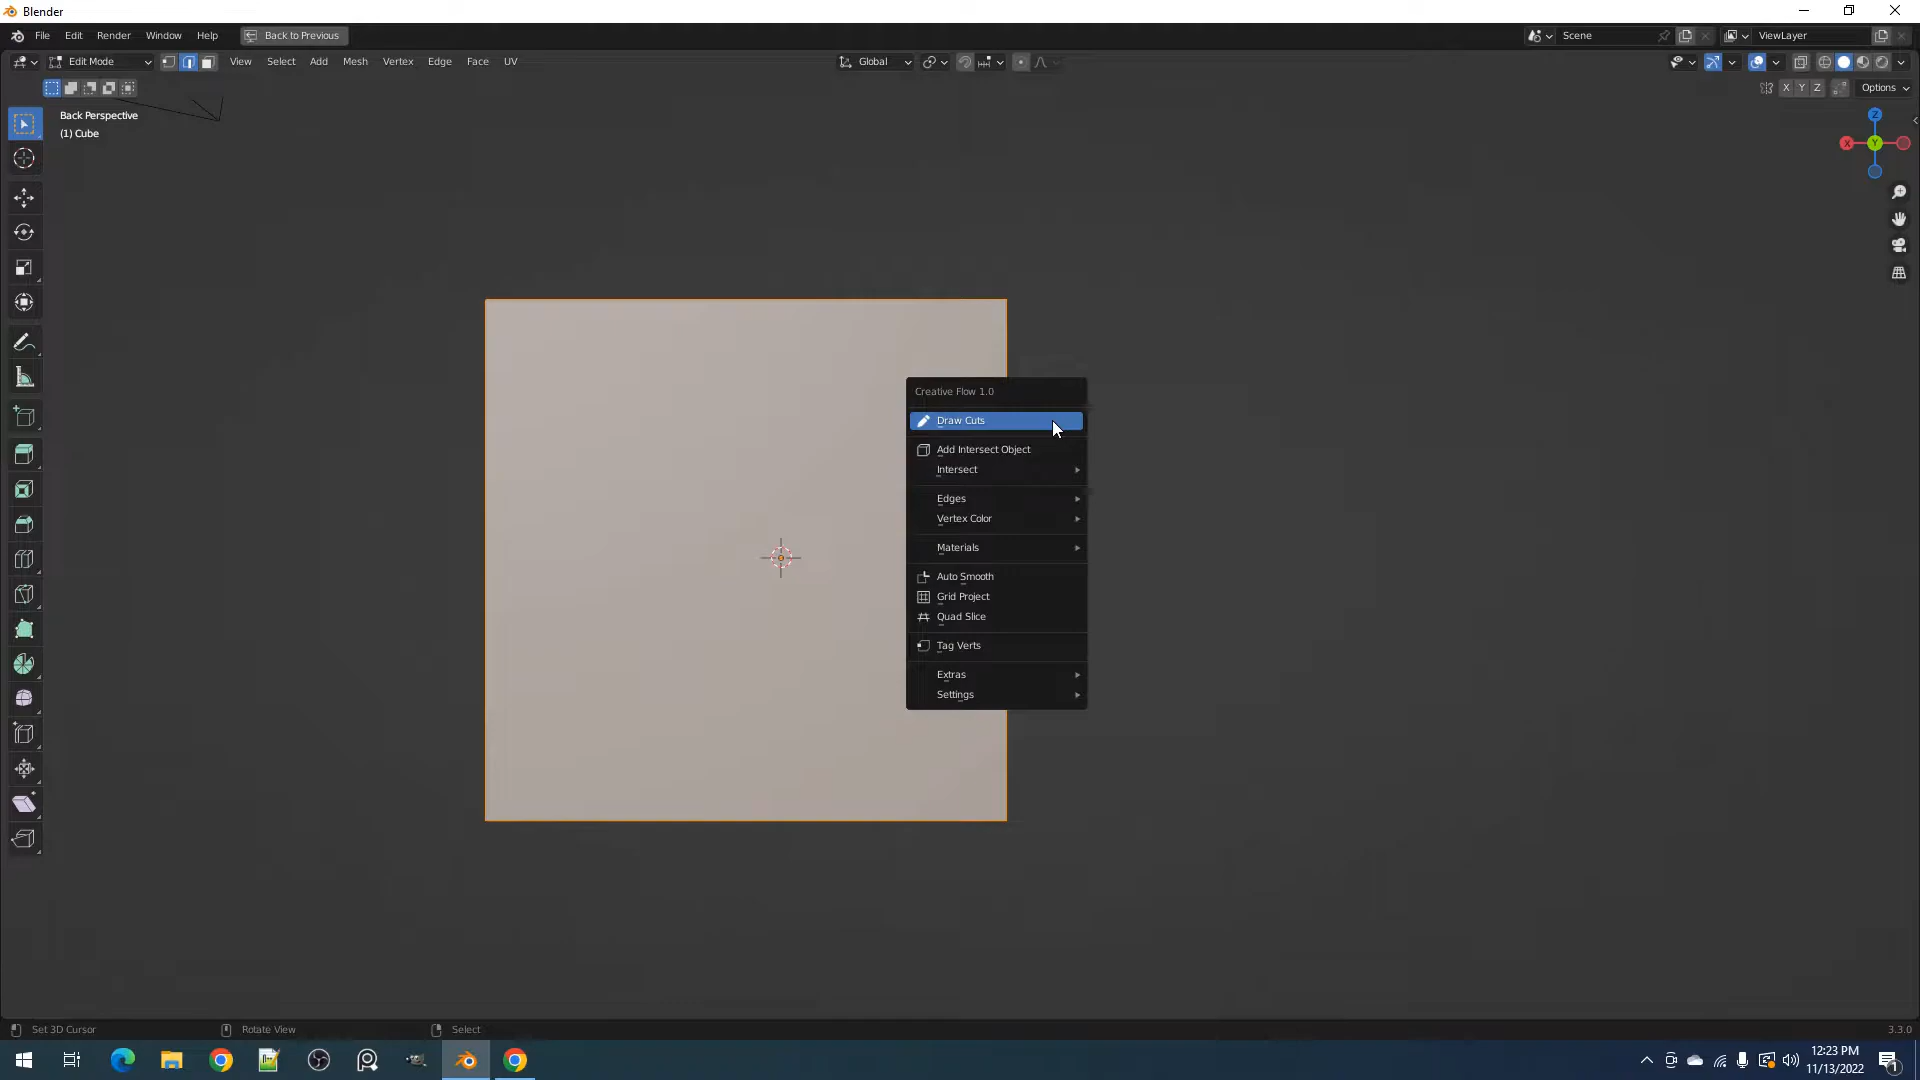 Blender
File Edit Render Window Help Back to Previous Scene ViewLayer
Edit Mode View Select Add Mesh Vertex Edge Face UV Global
X Y Z Options
Back Perspective
(1) Cube
Z
X Y
Creative Flow 1.0
Draw Cuts
Add Intersect Object
Intersect
Edges
Vertex Color
Materials
Auto Smooth
Grid Project
Quad Slice
Tag Verts
Extras
Settings
Set 3D Cursor Rotate View Select 3.3.0
12:23 PM
11/13/2022
1